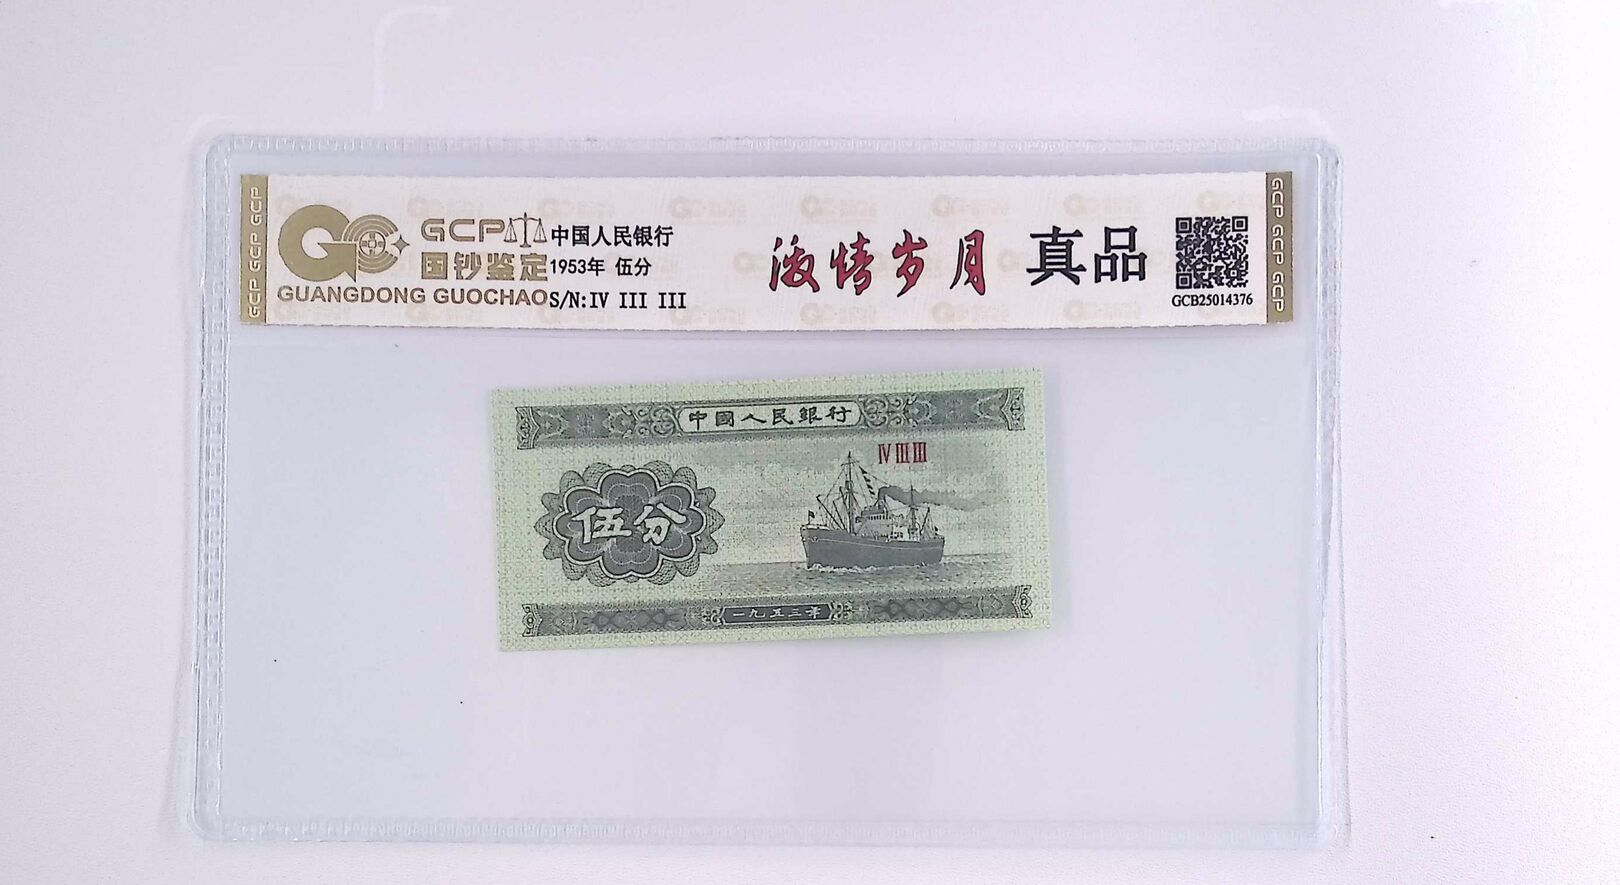 GCP GCP GCP
GCP
国钞鉴定
GUANGDONG GUOCHAO
中国人民银行
1953年 伍分
S/N:IV III III
激情岁月
真品
GCB25014376
GCP GCP GCP
中國人民銀行
IV III III
伍分
一九五三年